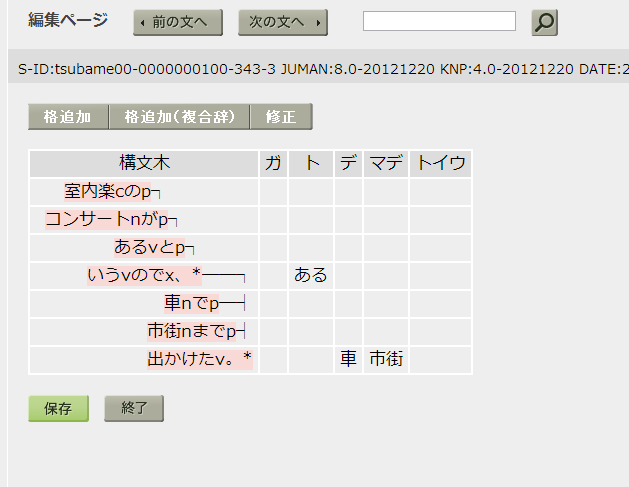 編集ページ 前の文へ 次の文へ
S-ID:tsubame00-0000000100-343-3 JUMAN:8.0-20121220 KNP:4.0-20121220 DATE:2
格追加 格追加(複合辞) 修正
構文木 ガ ト デ マデ トイウ
室内楽cのp┐
コンサートnがp┐
あるvとp┐
いうvのでx、*───┐ ある
車nでp─┤
市街nまでp┤
出かけたv。* 車 市街
保存 終了